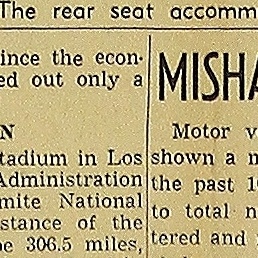 The rear seat accomm
ince the econ-
ed out only a
N
tadium in Los
Administration
mite National
stance of the
e 306.5 miles,
MISHA
Motor v
shown a m
the past 1
to total n
tered and